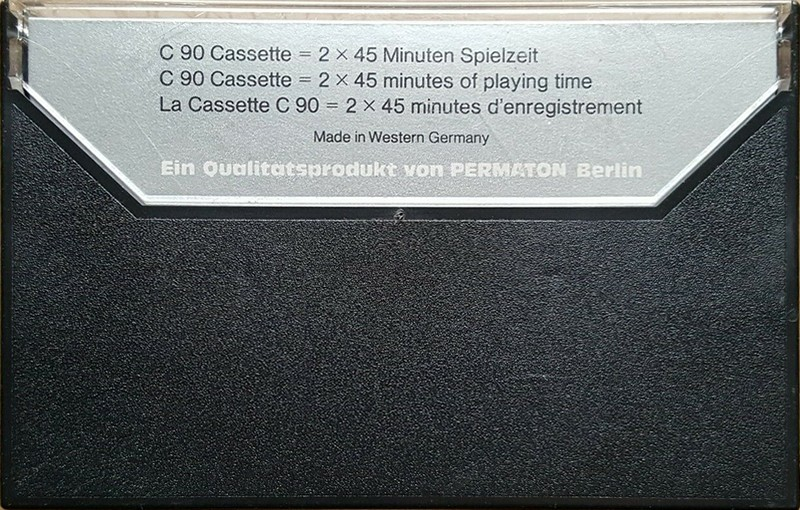 C 90 Cassette = 2 × 45 Minuten Spielzeit
C 90 Cassette = 2 × 45 minutes of playing time
La Cassette C 90 = 2 × 45 minutes d'enregistrement
Made in Western Germany
Ein Qualitätsprodukt von PERMATON Berlin